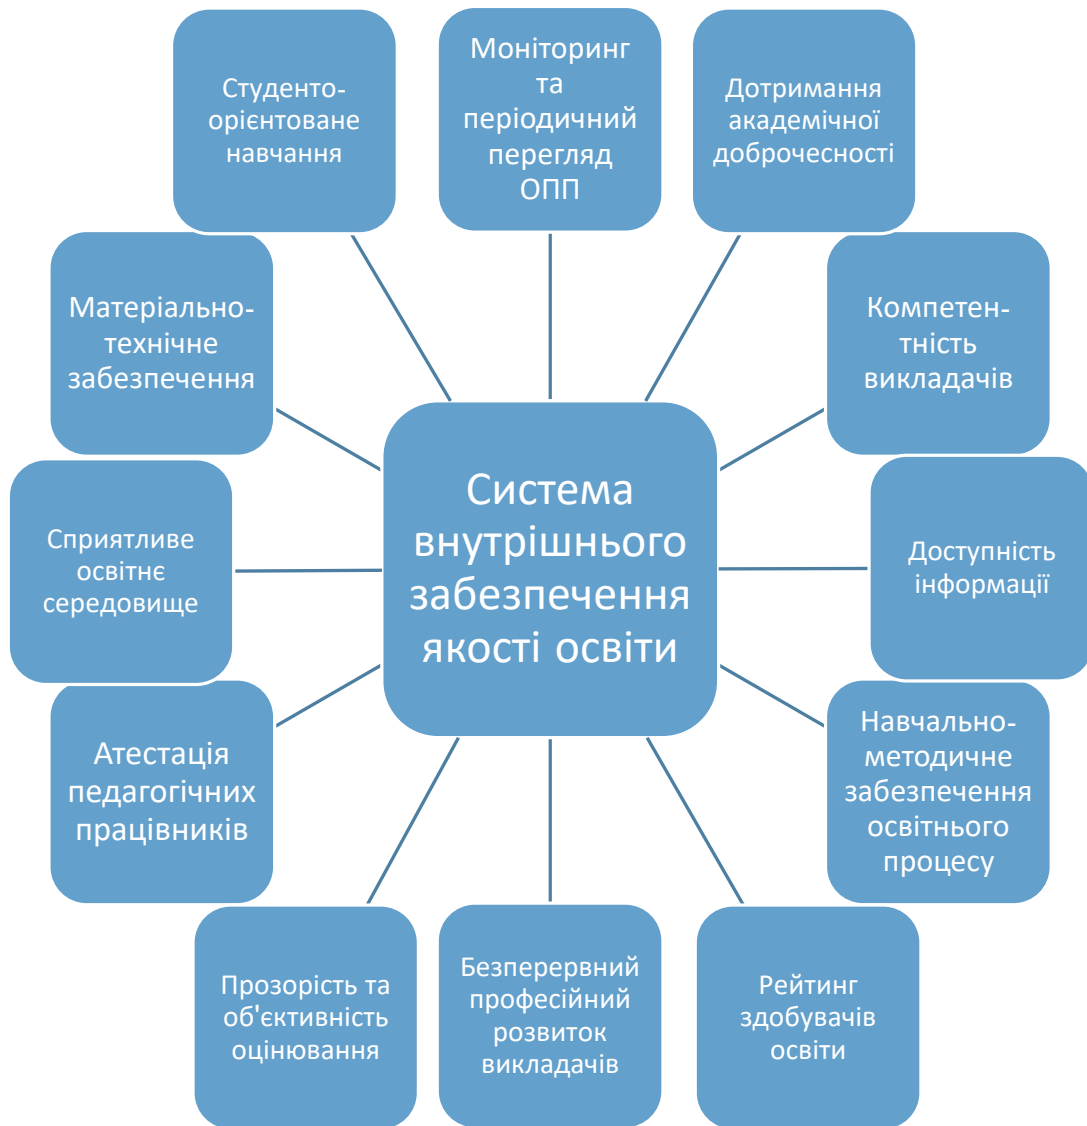 Моніторинг
та
періодичний
перегляд
ОПП
Дотримання
академічної
доброчесності
Компетен-
тність
викладачів
Доступність
інформації
Навчально-
методичне
забезпечення
освітнього
процесу
Рейтинг
здобувачів
освіти
Безперервний
професійний
розвиток
викладачів
Прозорість та
об'єктивність
оцінювання
Атестація
педагогічних
працівників
Сприятливе
освітнє
середовище
Матеріально-
технічне
забезпечення
Студенто-
орієнтоване
навчання
Система
внутрішнього
забезпечення
якості освіти